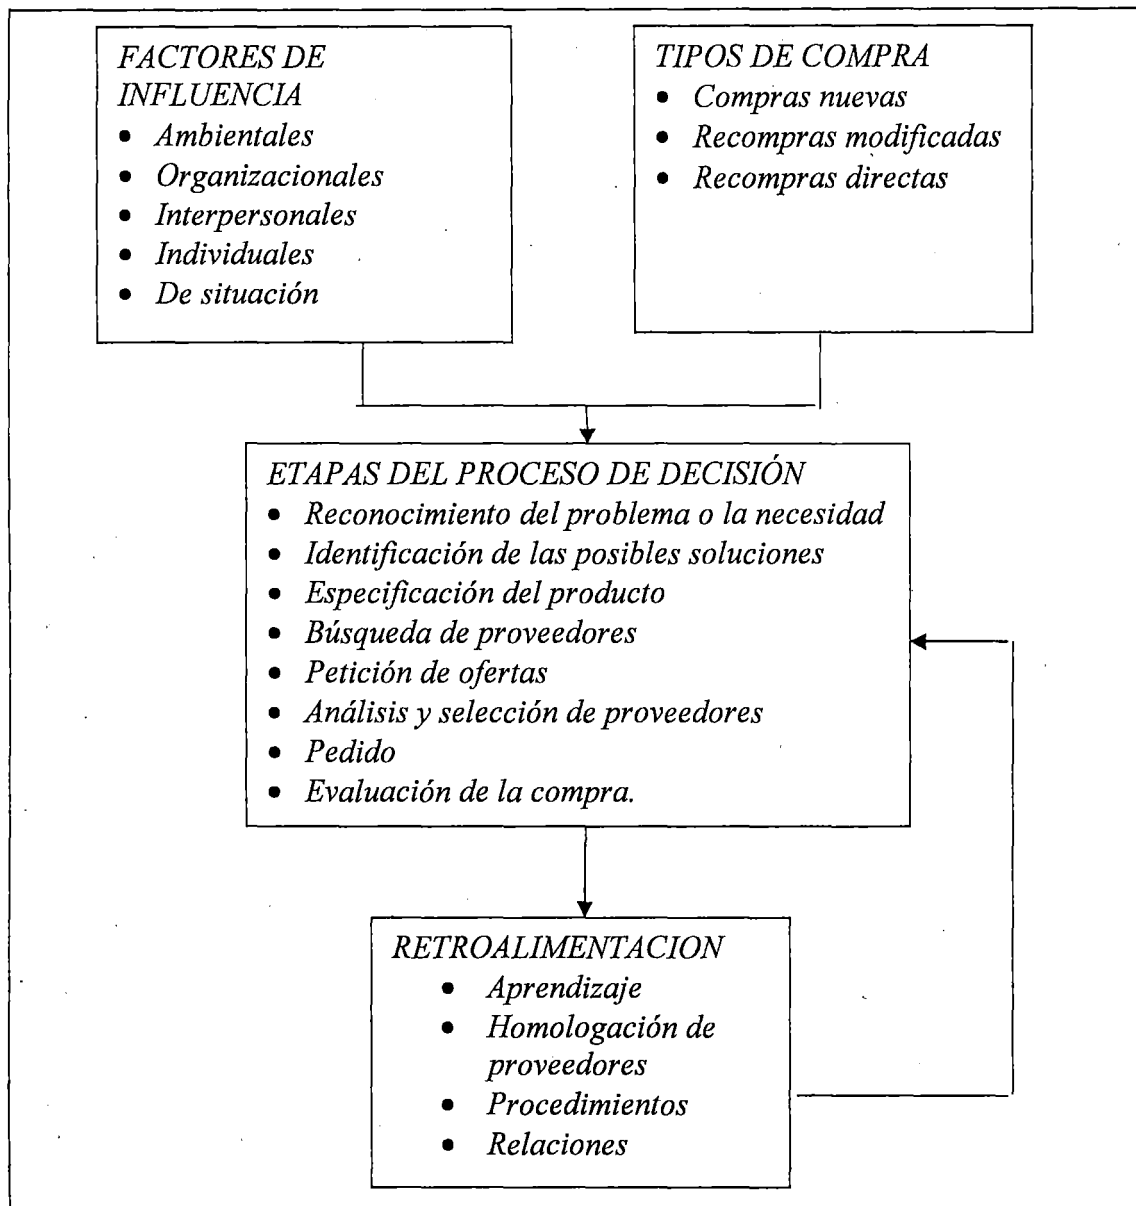 FACTORES DE
INFLUENCIA
• Ambientales
• Organizacionales
• Interpersonales
• Individuales
• De situación
TIPOS DE COMPRA
• Compras nuevas
• Recompras modificadas
• Recompras directas
ETAPAS DEL PROCESO DE DECISIÓN
• Reconocimiento del problema o la necesidad
• Identificación de las posibles soluciones
• Especificación del producto
• Búsqueda de proveedores
• Petición de ofertas
• Análisis y selección de proveedores
• Pedido
• Evaluación de la compra.
RETROALIMENTACION
• Aprendizaje
• Homologación de
proveedores
• Procedimientos
• Relaciones